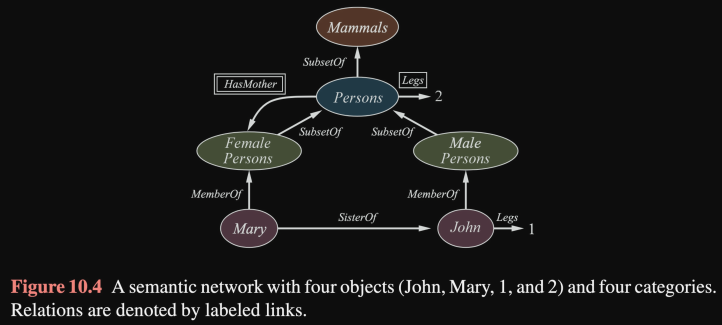 Mammals
SubsetOf
HasMother
Legs
Persons
2
Female
Persons
SubsetOf
SubsetOf
Male
Persons
MemberOf
MemberOf
Mary
SisterOf
John
Legs
1
Figure 10.4 A semantic network with four objects (John, Mary, 1, and 2) and four categories.
Relations are denoted by labeled links.